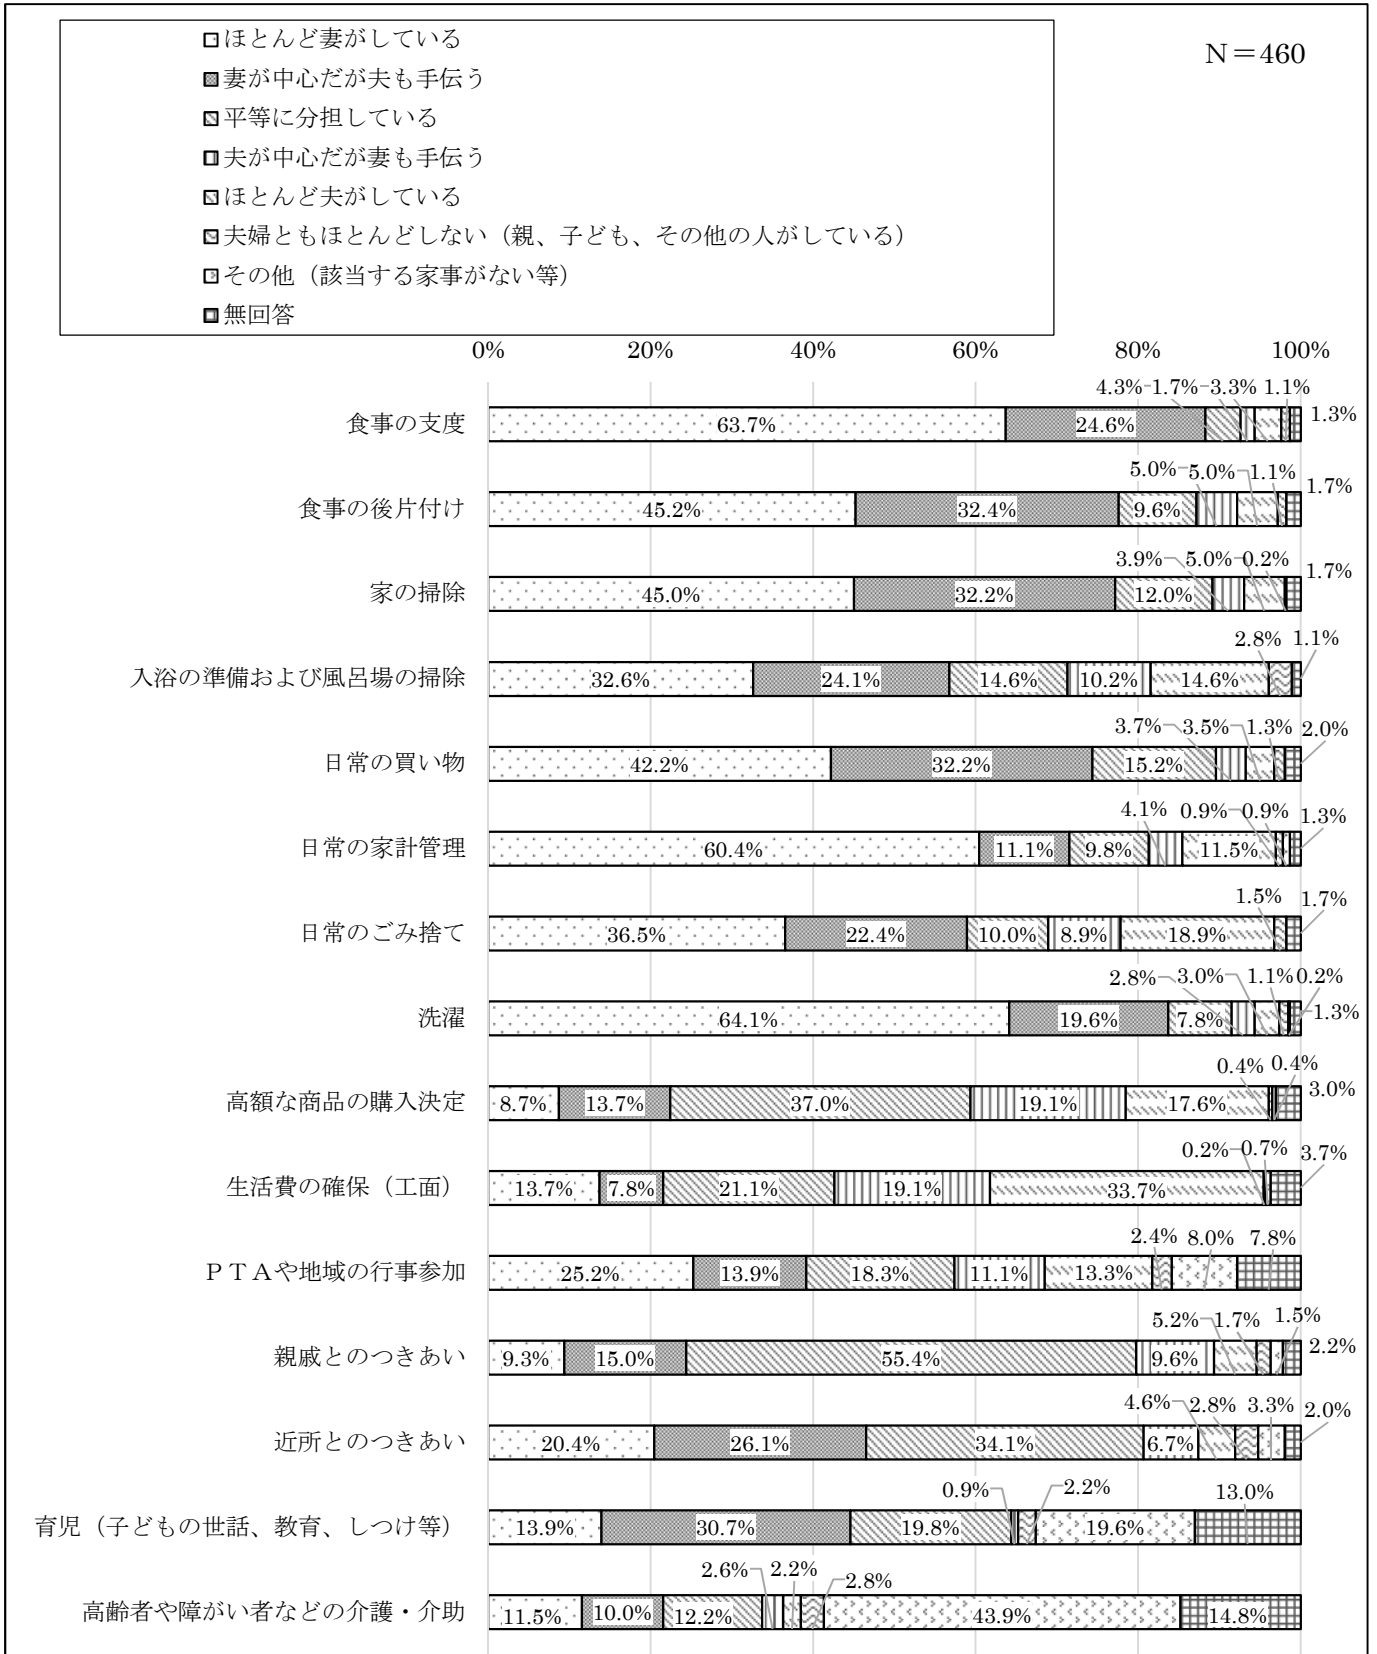 ほとんど妻がしている
N＝460
妻が中心だが夫も手伝う
平等に分担している
夫が中心だが妻も手伝う
ほとんど夫がしている
夫婦ともほとんどしない（親、子ども、その他の人がしている）
その他（該当する家事がない等）
無回答
0% 20% 40% 60% 80% 100%
4.3% 1.7% 3.3% 1.1%
食事の支度 63.7% 24.6% 1.3%
5.0% 5.0% 1.1%
食事の後片付け 45.2% 32.4% 9.6% 1.7%
3.9% 5.0% 0.2%
家の掃除 45.0% 32.2% 12.0% 1.7%
2.8% 1.1%
入浴の準備および風呂場の掃除 32.6% 24.1% 14.6% 10.2% 14.6%
3.7% 3.5% 1.3% 2.0%
日常の買い物 42.2% 32.2% 15.2%
4.1% 0.9% 0.9% 1.3%
日常の家計管理 60.4% 11.1% 9.8% 11.5%
1.5% 1.7%
日常のごみ捨て 36.5% 22.4% 10.0% 8.9% 18.9%
2.8% 3.0% 1.1% 0.2%
洗濯 64.1% 19.6% 7.8% 1.3%
0.4% 0.4%
高額な商品の購入決定 8.7% 13.7% 37.0% 19.1% 17.6% 3.0%
0.2% 0.7% 3.7%
生活費の確保（工面） 13.7% 7.8% 21.1% 19.1% 33.7%
2.4% 8.0% 7.8%
ＰＴＡや地域の行事参加 25.2% 13.9% 18.3% 11.1% 13.3%
5.2% 1.7% 1.5%
親戚とのつきあい 9.3% 15.0% 55.4% 9.6% 2.2%
4.6% 2.8% 3.3% 2.0%
近所とのつきあい 20.4% 26.1% 34.1% 6.7%
0.9% 2.2% 13.0%
育児（子どもの世話、教育、しつけ等） 13.9% 30.7% 19.8% 19.6%
2.6% 2.2% 2.8%
高齢者や障がい者などの介護・介助 11.5% 10.0% 12.2% 43.9% 14.8%